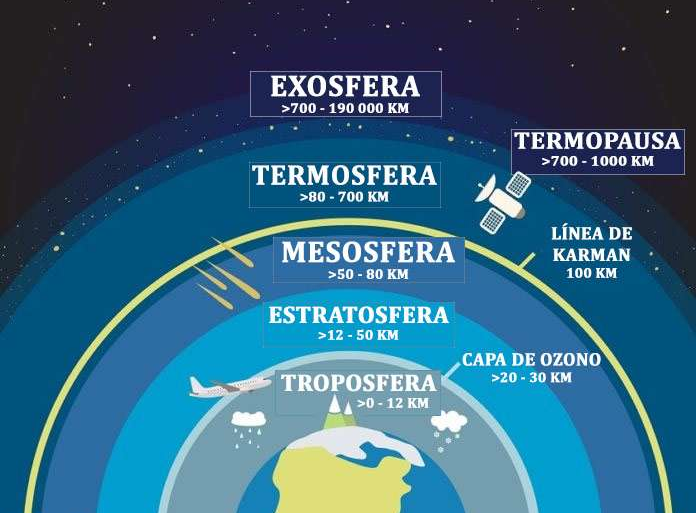 EXOSFERA
>700 - 190 000 KM
TERMOPAUSA
>700 - 1000 KM
TERMOSFERA
>80 - 700 KM
LÍNEA DE
KARMAN
100 KM
MESOSFERA
>50 - 80 KM
ESTRATOSFERA
>12 - 50 KM
CAPA DE OZONO
>20 - 30 KM
TROPOSFERA
>0 - 12 KM